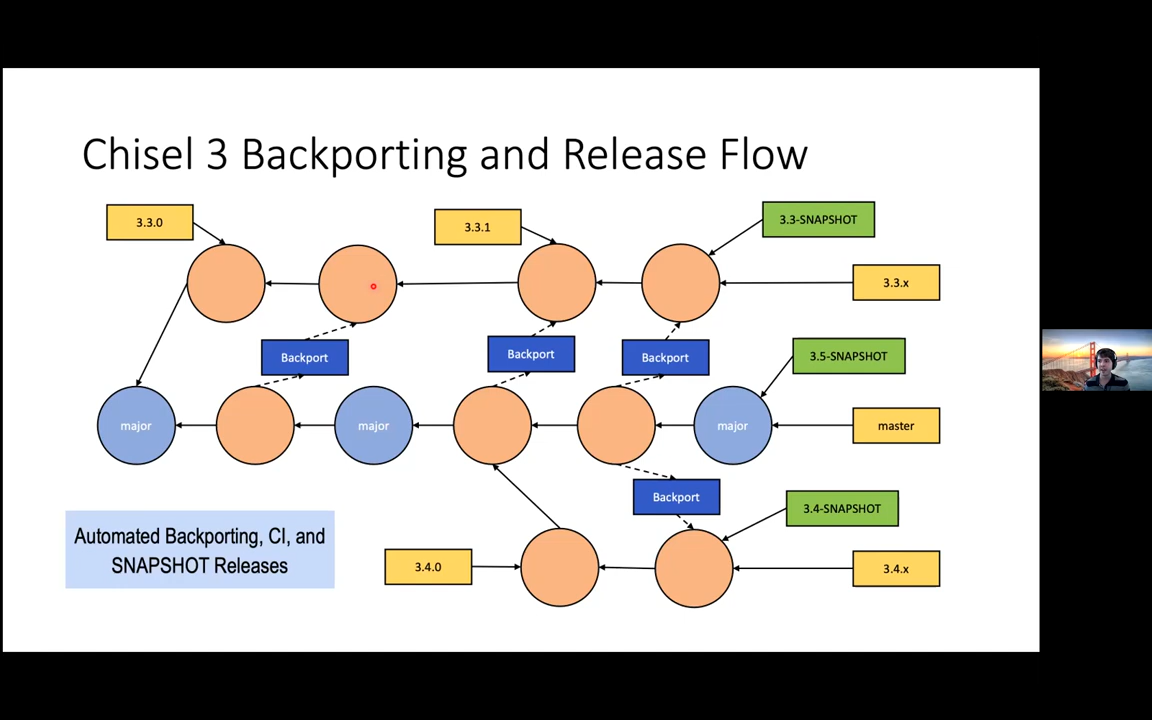 Chisel 3 Backporting and Release Flow
3.3.0
3.3.1
3.3-SNAPSHOT
3.3.x
Backport
Backport
Backport
3.5-SNAPSHOT
major
major
major
master
Backport
3.4-SNAPSHOT
Automated Backporting, CI, and
SNAPSHOT Releases
3.4.0
3.4.x